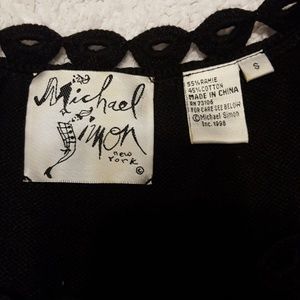 Michael
Simon
new York
©
55% RAMIE
45% COTTON
MADE IN CHINA
RN 73106
FOR CARE SEE BELOW
©Michael Simon
Inc. 1998
S